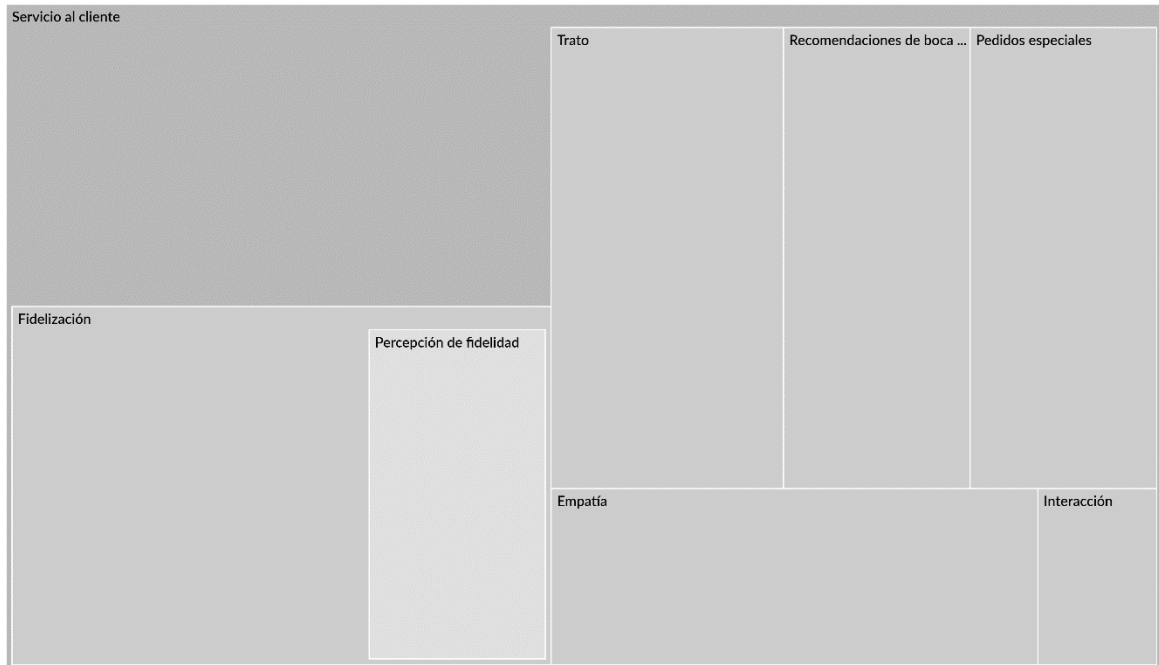 Servicio al cliente
Trato
Recomendaciones de boca ...
Pedidos especiales
Fidelización
Percepción de fidelidad
Empatía
Interacción